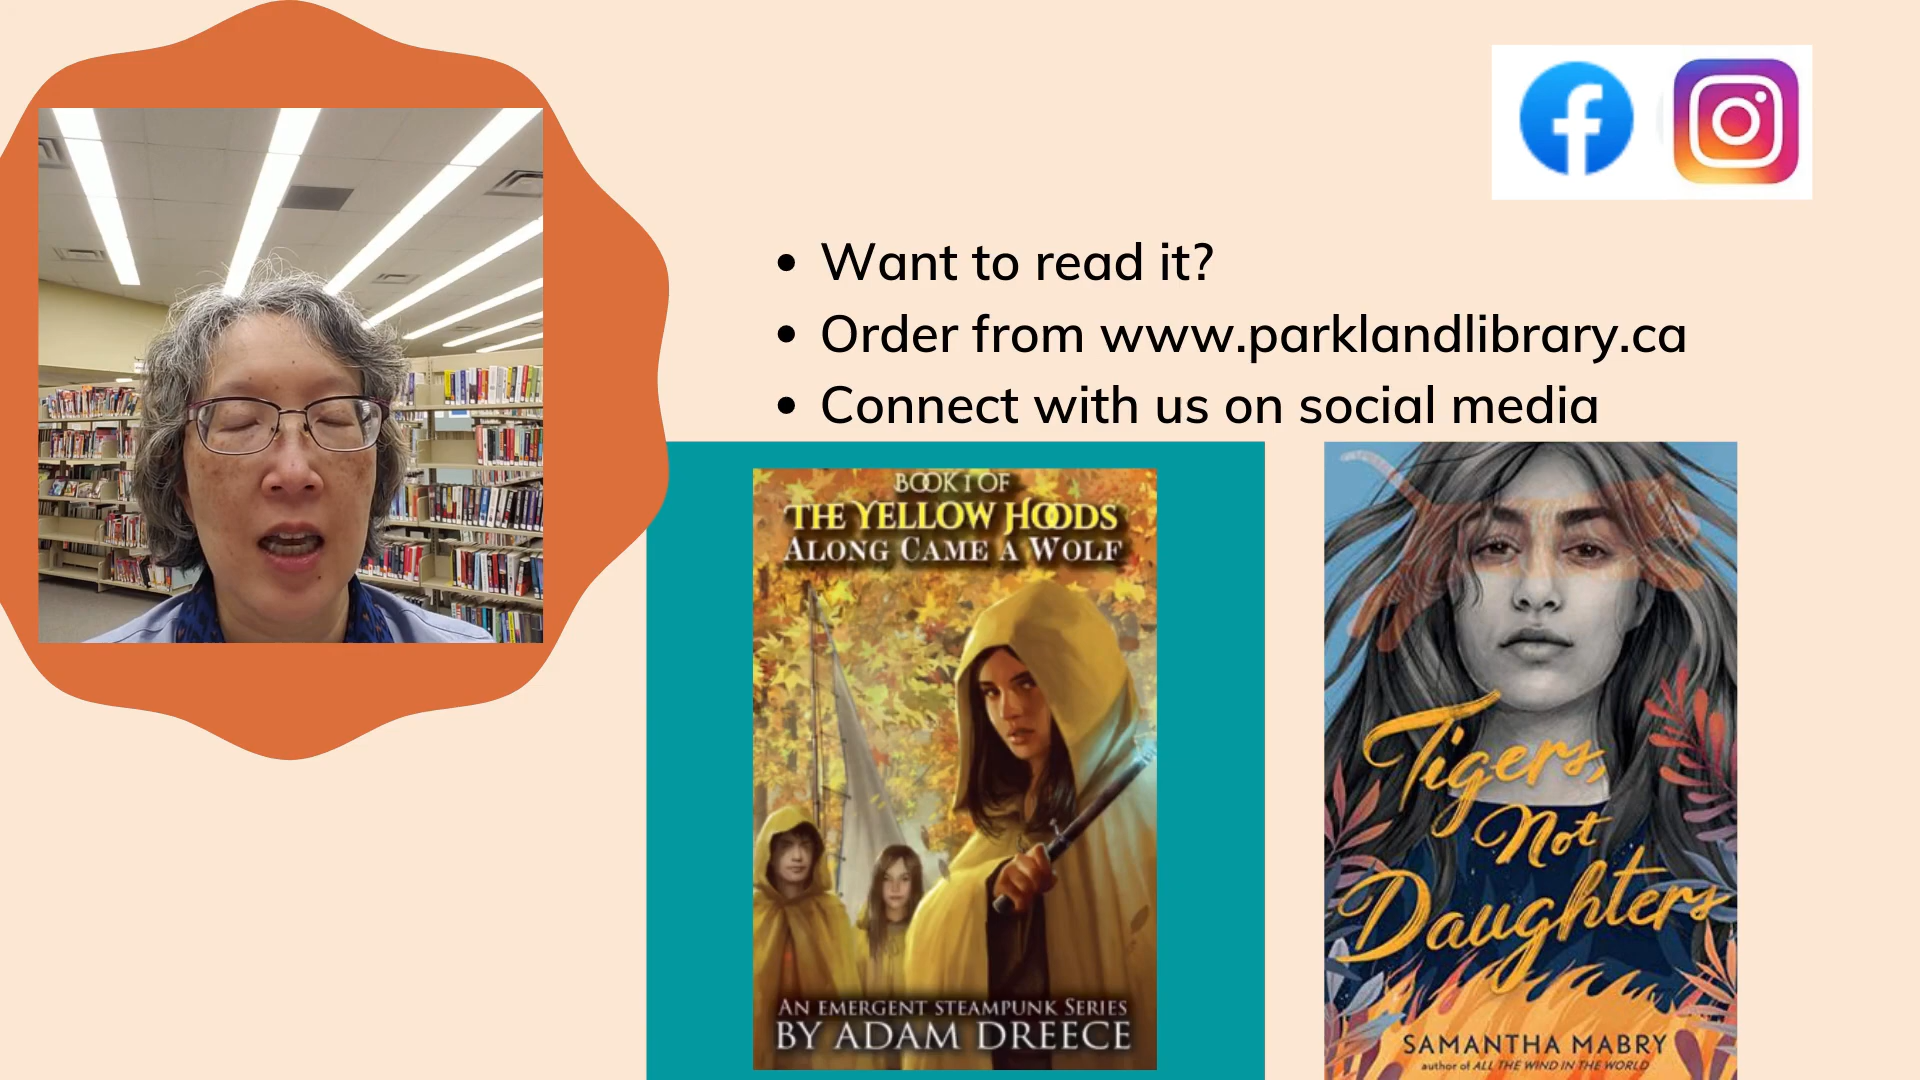 Want to read it?
Order from www.parklandlibrary.ca
Connect with us on social media
BOOK 1 OF
THE YELLOW HOODS
ALONG CAME A WOLF
AN EMERGENT STEAMPUNK SERIES
BY ADAM DREECE
Tigers,
Not
Daughters
SAMANTHA MABRY
author of ALL THE WIND IN THE WORLD